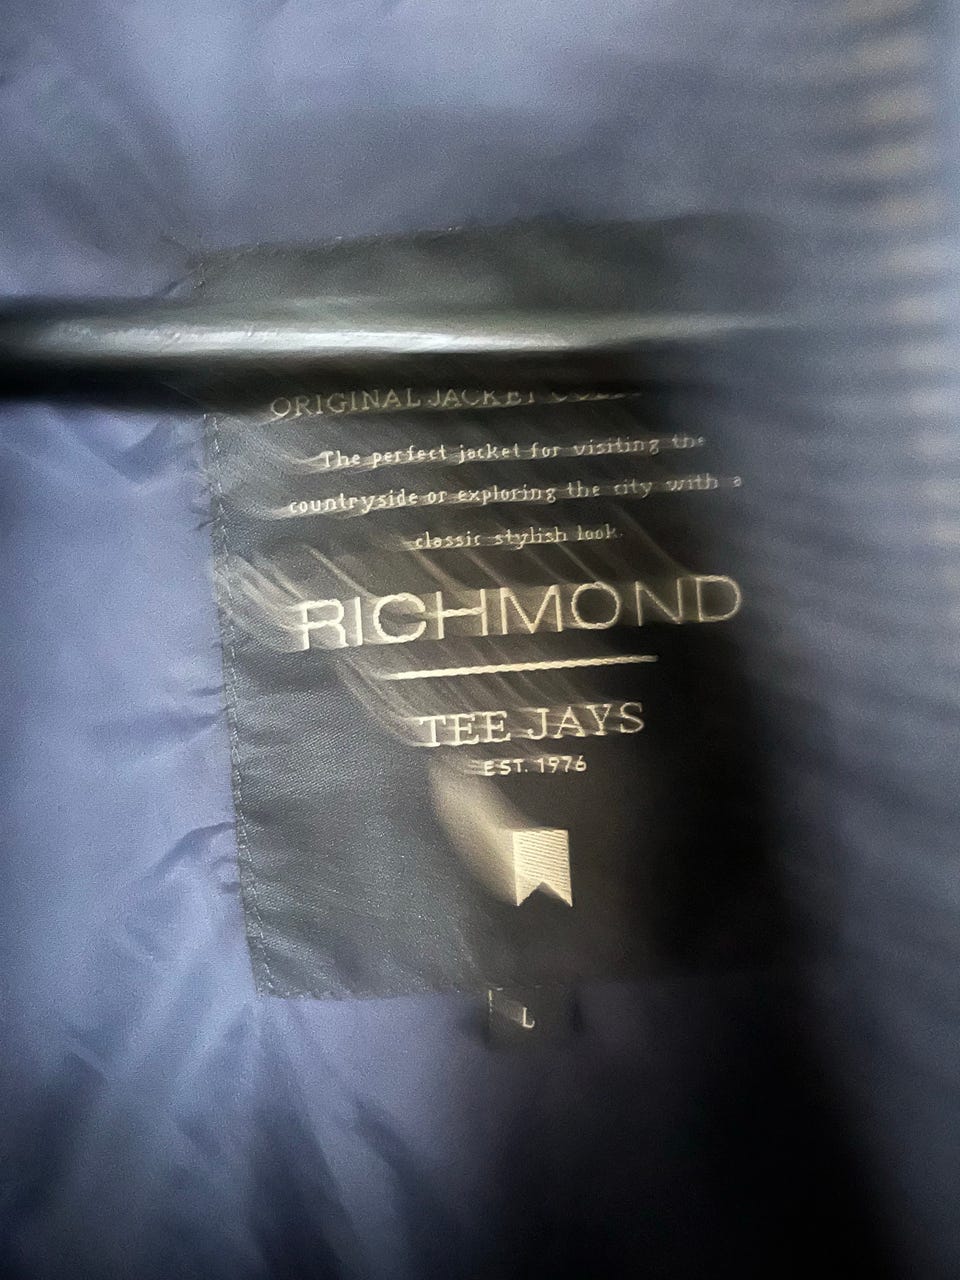 ORIGINAL JACKET
The perfect jacket for visiting the
countryside or exploring the city with a
classic stylish look.
RICHMOND
TEE JAYS
EST. 1976
L